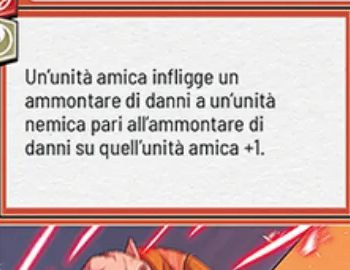 Un'unità amica infligge un
ammontare di danni a un'unità
nemica pari all'ammontare di
danni su quell'unità amica +1.